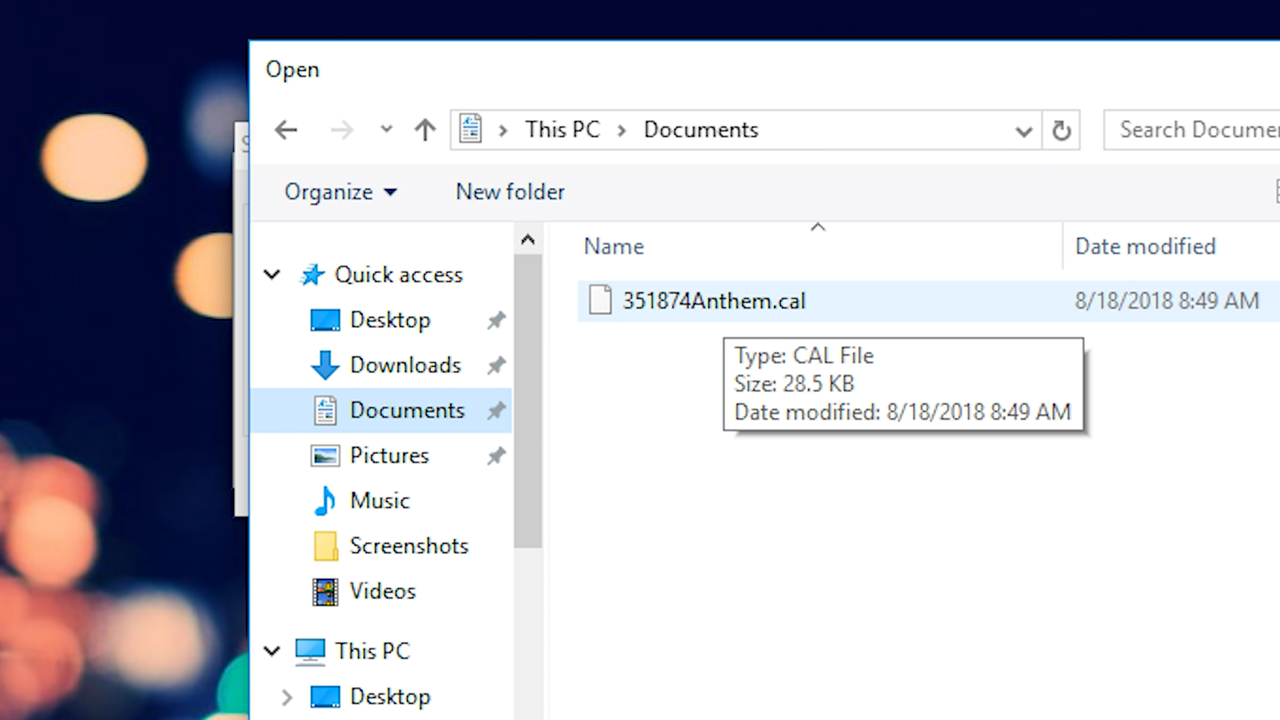 Open
This PC > Documents
Search Docume
Organize
New folder
Name
Date modified
Quick access
Desktop
Downloads
Documents
Pictures
Music
Screenshots
Videos
This PC
Desktop
351874Anthem.cal
8/18/2018 8:49 AM
Type: CAL File
Size: 28.5 KB
Date modified: 8/18/2018 8:49 AM